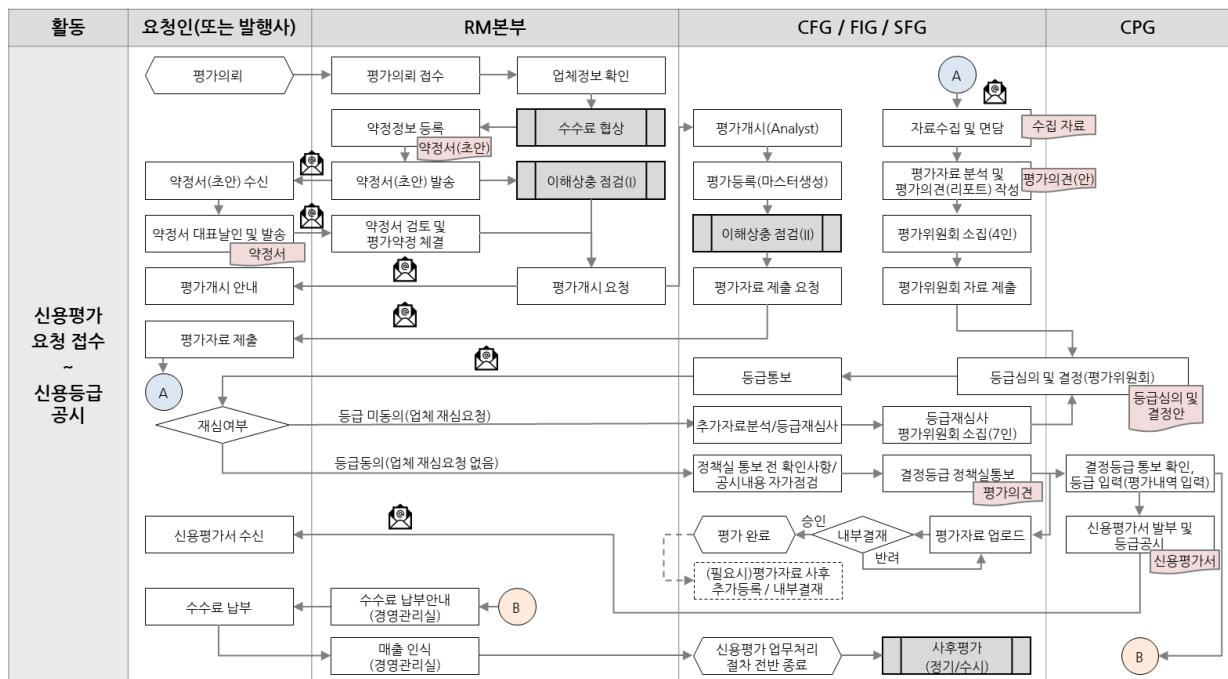 활동
요청인(또는 발행사)
RM본부
CFG / FIG / SFG
CPG
신용평가
요청 접수
~
신용등급
공시
평가의뢰
평가의뢰 접수
업체정보 확인
A
약정정보 등록
약정서(초안)
수수료 협상
평가개시(Analyst)
자료수집 및 면담
수집 자료
약정서(초안) 수신
약정서(초안) 발송
이해상충 점검(I)
평가등록(마스터생성)
평가자료 분석 및
평가의견(리포트) 작성
평가의견(안)
약정서 대표날인 및 발송
약정서
약정서 검토 및
평가약정 체결
이해상충 점검(II)
평가위원회 소집(4인)
평가개시 안내
평가개시 요청
평가자료 제출 요청
평가위원회 자료 제출
평가자료 제출
A
등급통보
등급심의 및 결정(평가위원회)
등급심의 및
결정안
재심여부
등급 미동의(업체 재심요청)
추가자료분석/등급재심사
등급재심사
평가위원회 소집(7인)
등급동의(업체 재심요청 없음)
정책실 통보 전 확인사항/
공시내용 자가점검
결정등급 정책실통보
평가의견
결정등급 통보 확인,
등급 입력(평가내역 입력)
신용평가서 수신
평가 완료
승인
내부결재
반려
평가자료 업로드
신용평가서 발부 및
등급공시
신용평가서
(필요시)평가자료 사후
추가등록 / 내부결재
수수료 납부
수수료 납부안내
(경영관리실)
B
매출 인식
(경영관리실)
신용평가 업무처리
절차 전반 종료
사후평가
(정기/수시)
B